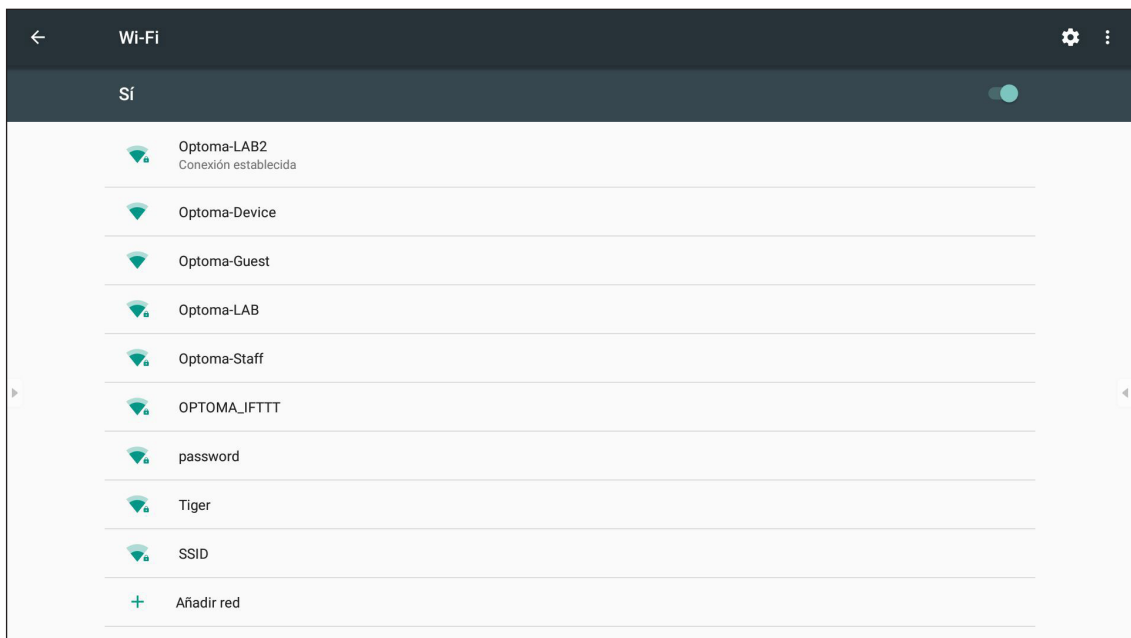 Wi-Fi
Sí
Optoma-LAB2
Conexión establecida
Optoma-Device
Optoma-Guest
Optoma-LAB
Optoma-Staff
OPTOMA_IFTTT
password
Tiger
SSID
Añadir red